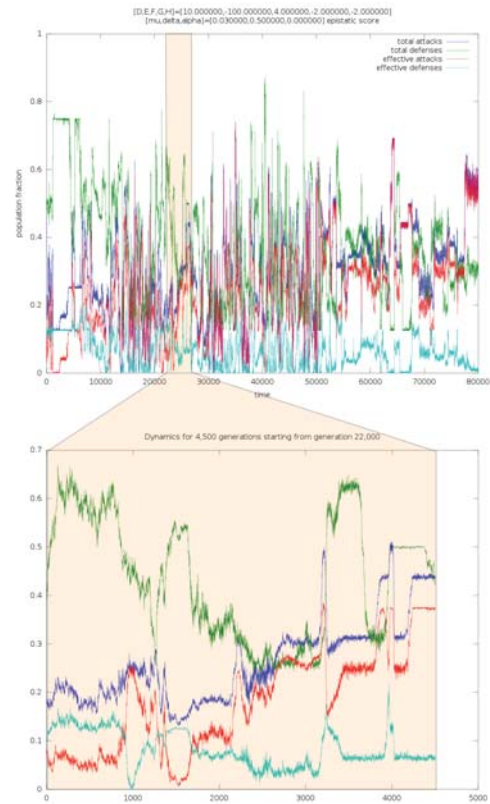 [D,E,F,G,H]=[10.000000,-100.000000,4.000000,-2.000000,-2.000000]
[mu,delta,alpha]=[0.030000,0.500000,0.000000] epistatic score
total attacks
total defenses
effective attacks
effective defenses
1
0.8
0.6
0.4
0.2
0
population fraction
0 10000 20000 30000 40000 50000 60000 70000 80000
time
Dynamics for 4,500 generations starting from generation 22,000
0.7
0.6
0.5
0.4
0.3
0.2
0.1
0
0 1000 2000 3000 4000 5000